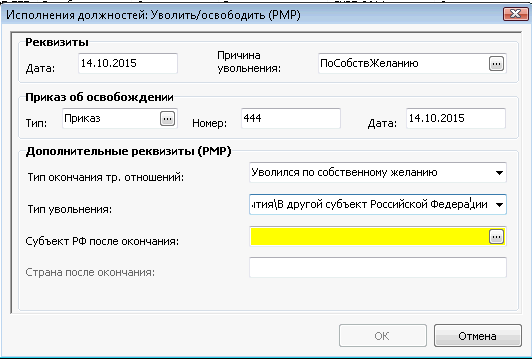 Исполнения должностей: Уволить/освободить (РМР)
Реквизиты
Дата: 14.10.2015 Причина увольнения: ПоСобствЖеланию ...
Приказ об освобождении
Тип: Приказ ... Номер: 444 Дата: 14.10.2015
Дополнительные реквизиты (РМР)
Тип окончания тр. отношений: Уволился по собственному желанию
Тип увольнения: ытия\В другой субъект Российской Федерации
Субъект РФ после окончания: ...
Страна после окончания:
ОК Отмена